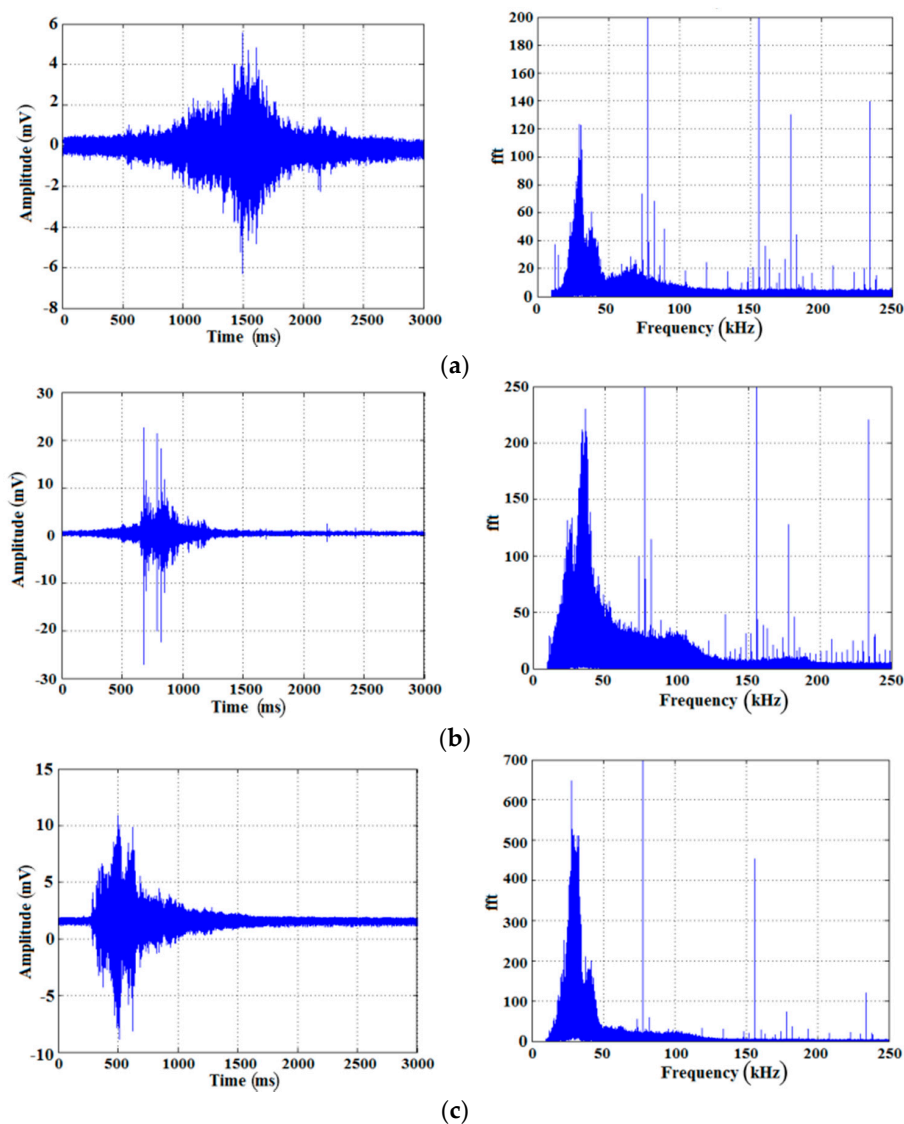 6
4
2
0
-2
-4
-6
-8
0 500 1000 1500 2000 2500 3000
Amplitude (mV)
Time (ms)
200
180
160
140
120
100
80
60
40
20
0
0 50 100 150 200 250
fft
Frequency (kHz)
(a)
30
20
10
0
-10
-20
-30
0 500 1000 1500 2000 2500 3000
Amplitude (mV)
Time (ms)
250
200
150
100
50
0
0 50 100 150 200 250
fft
Frequency (kHz)
(b)
15
10
5
0
-5
-10
0 500 1000 1500 2000 2500 3000
Amplitude (mV)
Time (ms)
700
600
500
400
300
200
100
0
0 50 100 150 200 250
fft
Frequency (kHz)
(c)